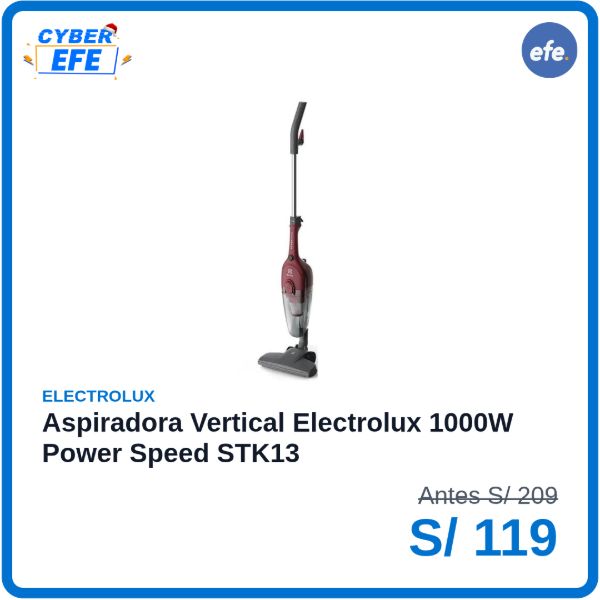 CYBER
EFE
efe.
ELECTROLUX
Aspiradora Vertical Electrolux 1000W
Power Speed STK13
Antes S/ 209
S/ 119